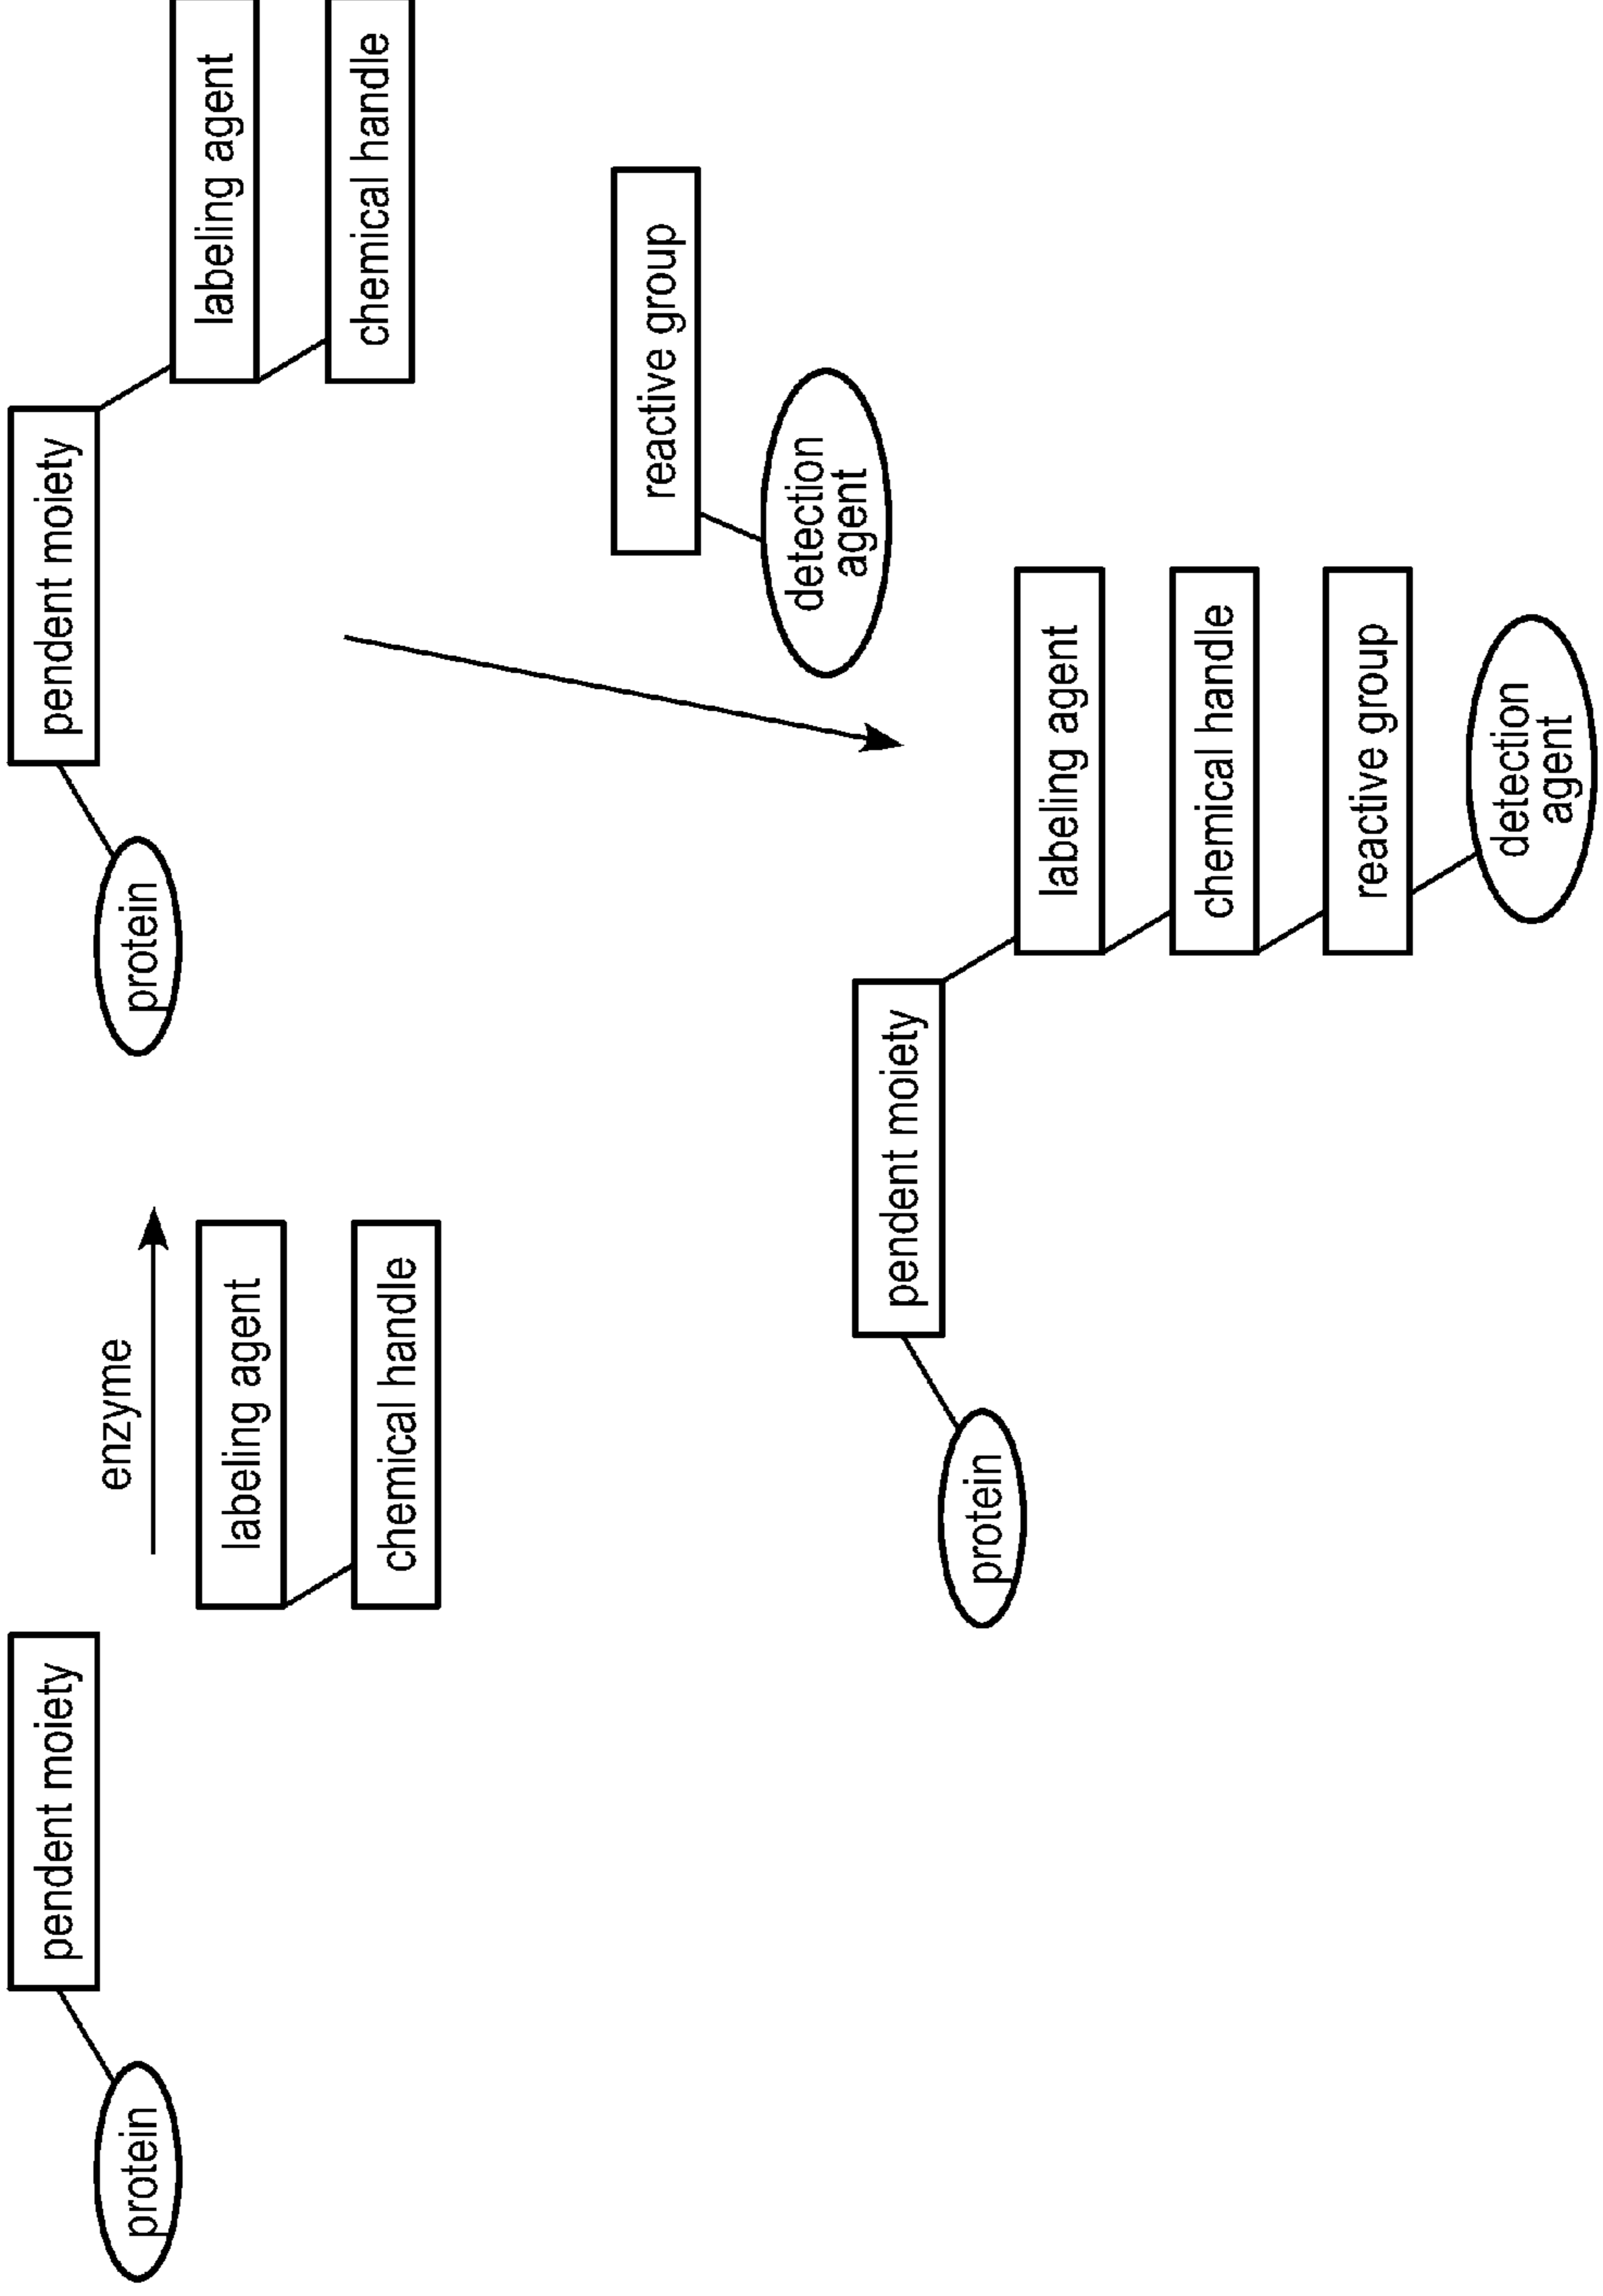 protein
pendent moiety
enzyme
labeling agent
chemical handle
protein
pendent moiety
labeling agent
chemical handle
reactive group
detection
agent
protein
pendent moiety
labeling agent
chemical handle
reactive group
detection
agent